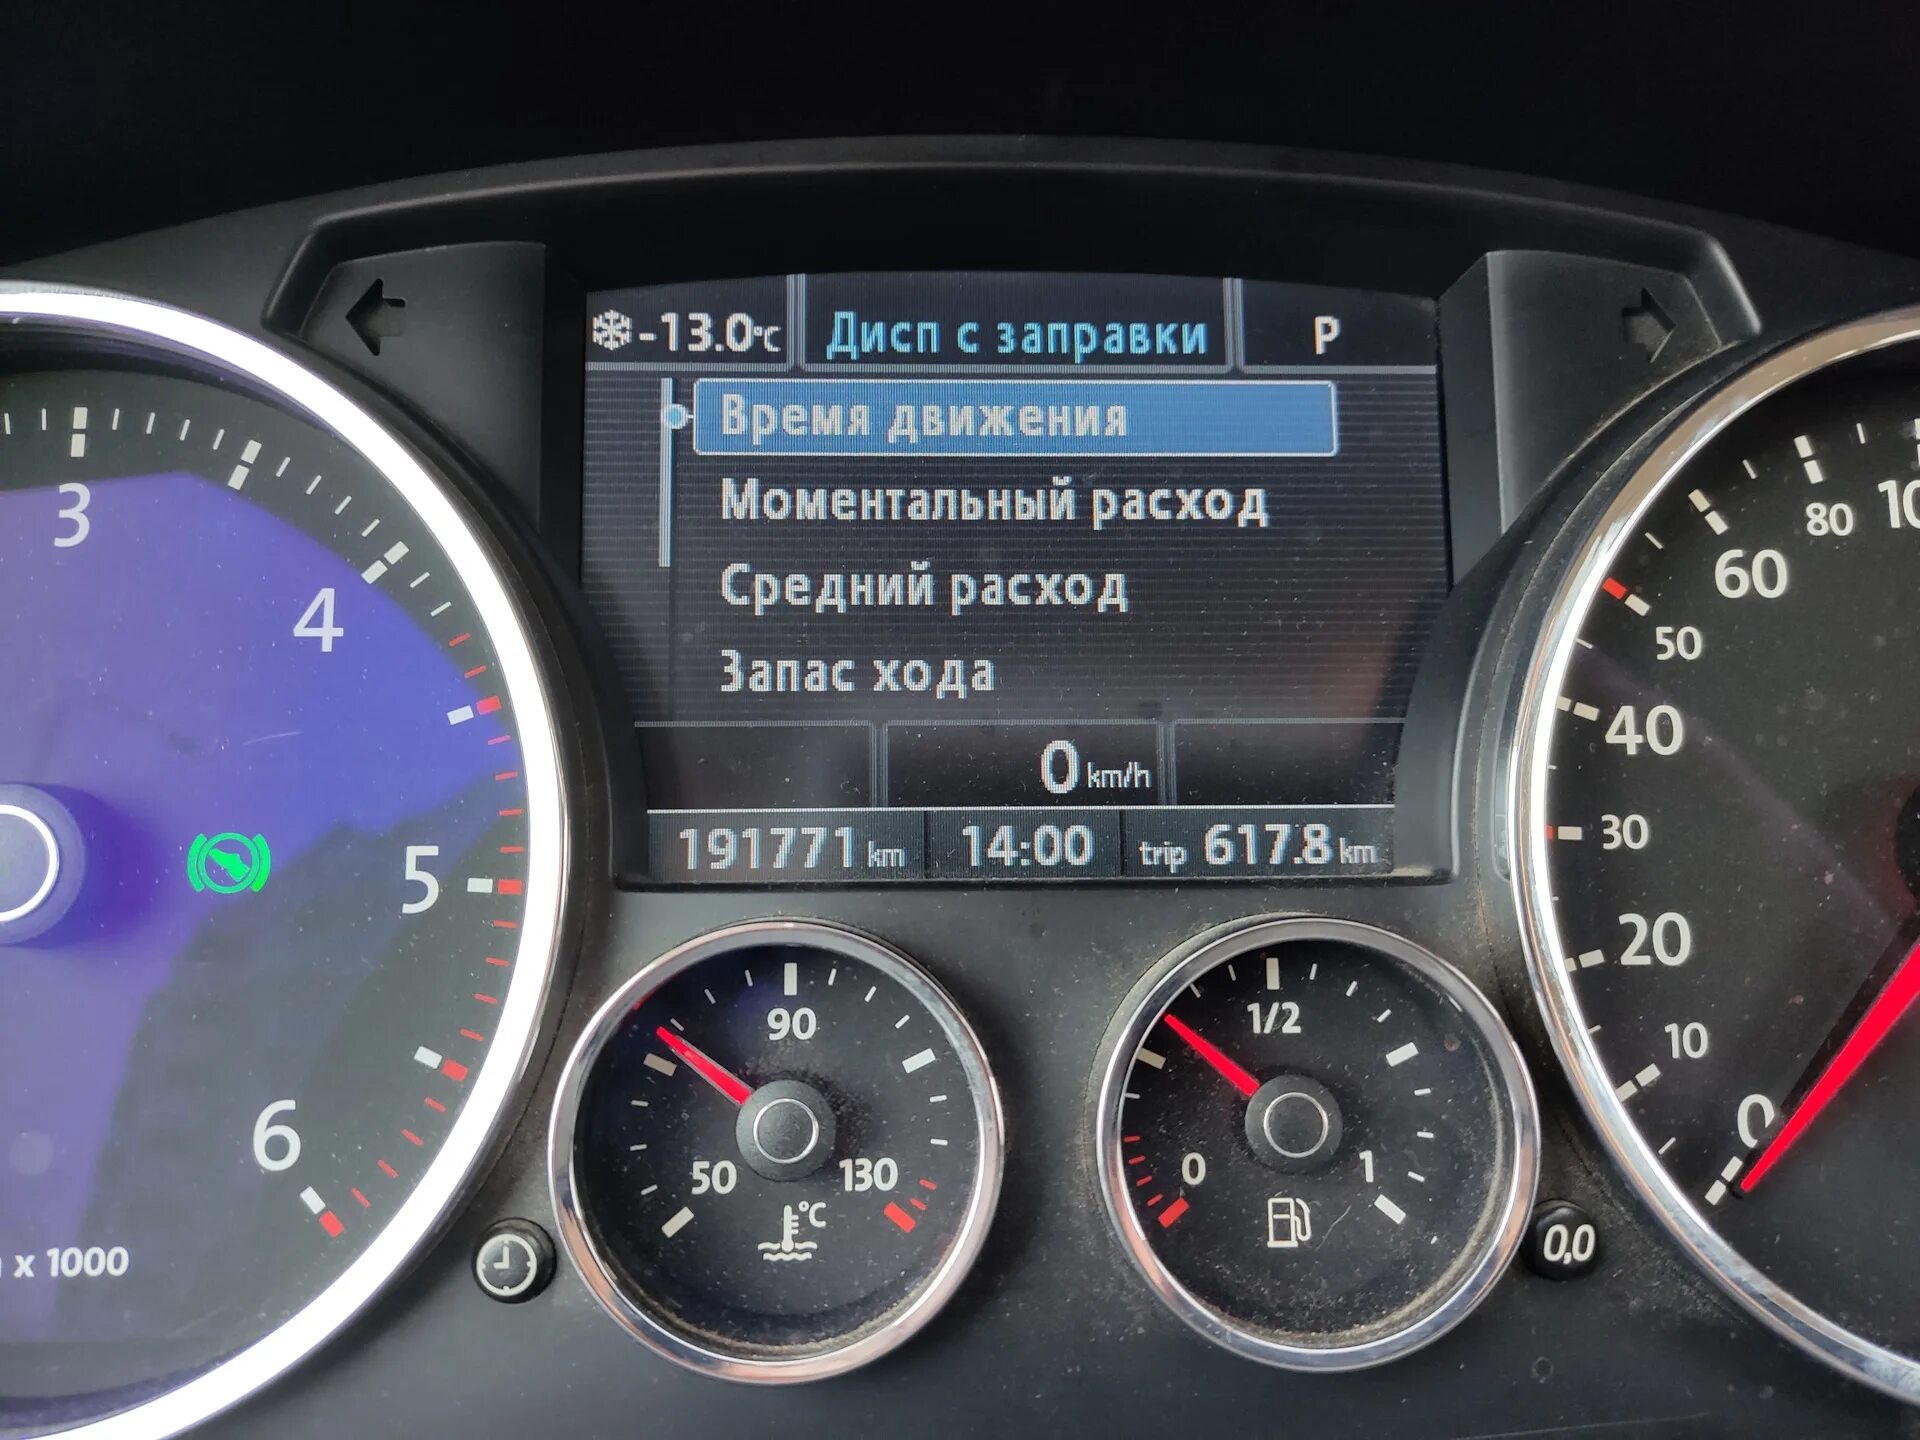 -13.0°C Дисп с заправки P
Время движения
Моментальный расход
Средний расход
Запас хода
0 km/h
191771 km 14:00 trip 617.8 km
3
4
5
6
x 1000
90
50
130
°C
1/2
0
1
0,0
80
60
50
40
30
20
10
0